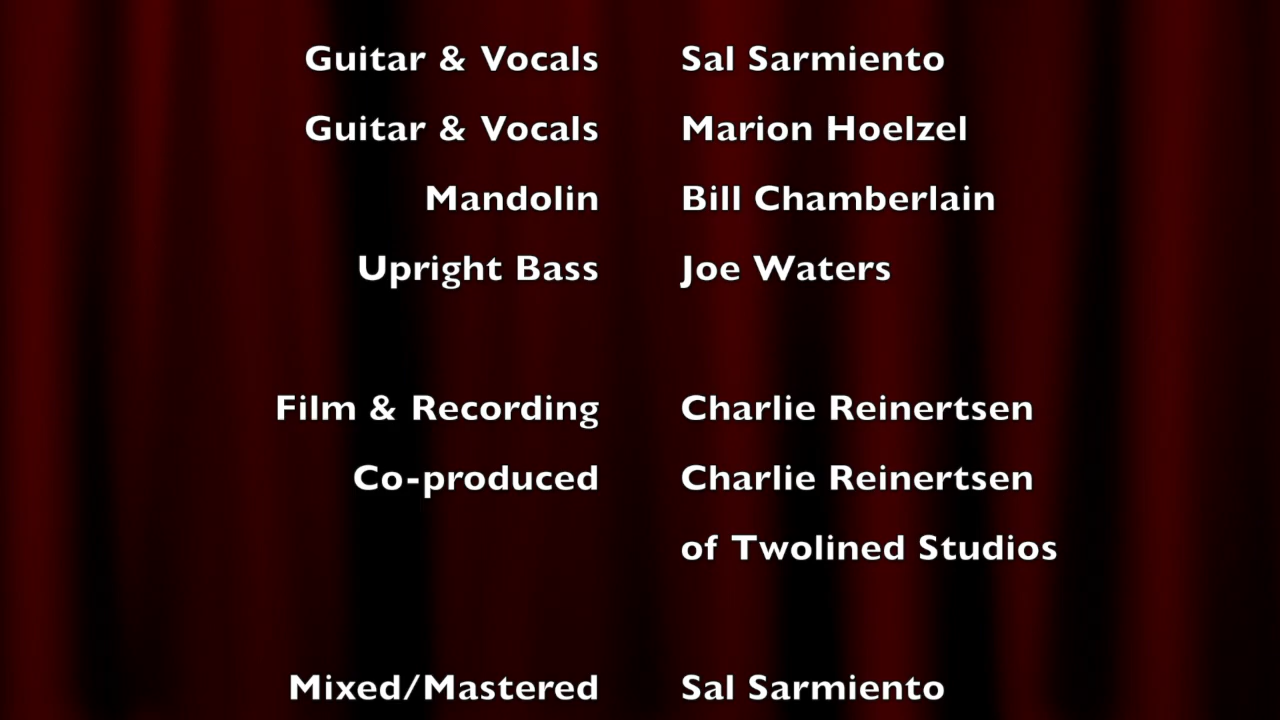 Guitar & Vocals Sal Sarmiento
Guitar & Vocals Marion Hoelzel
Mandolin Bill Chamberlain
Upright Bass Joe Waters
Film & Recording Charlie Reinertsen
Co-produced Charlie Reinertsen
of Twolined Studios
Mixed/Mastered Sal Sarmiento